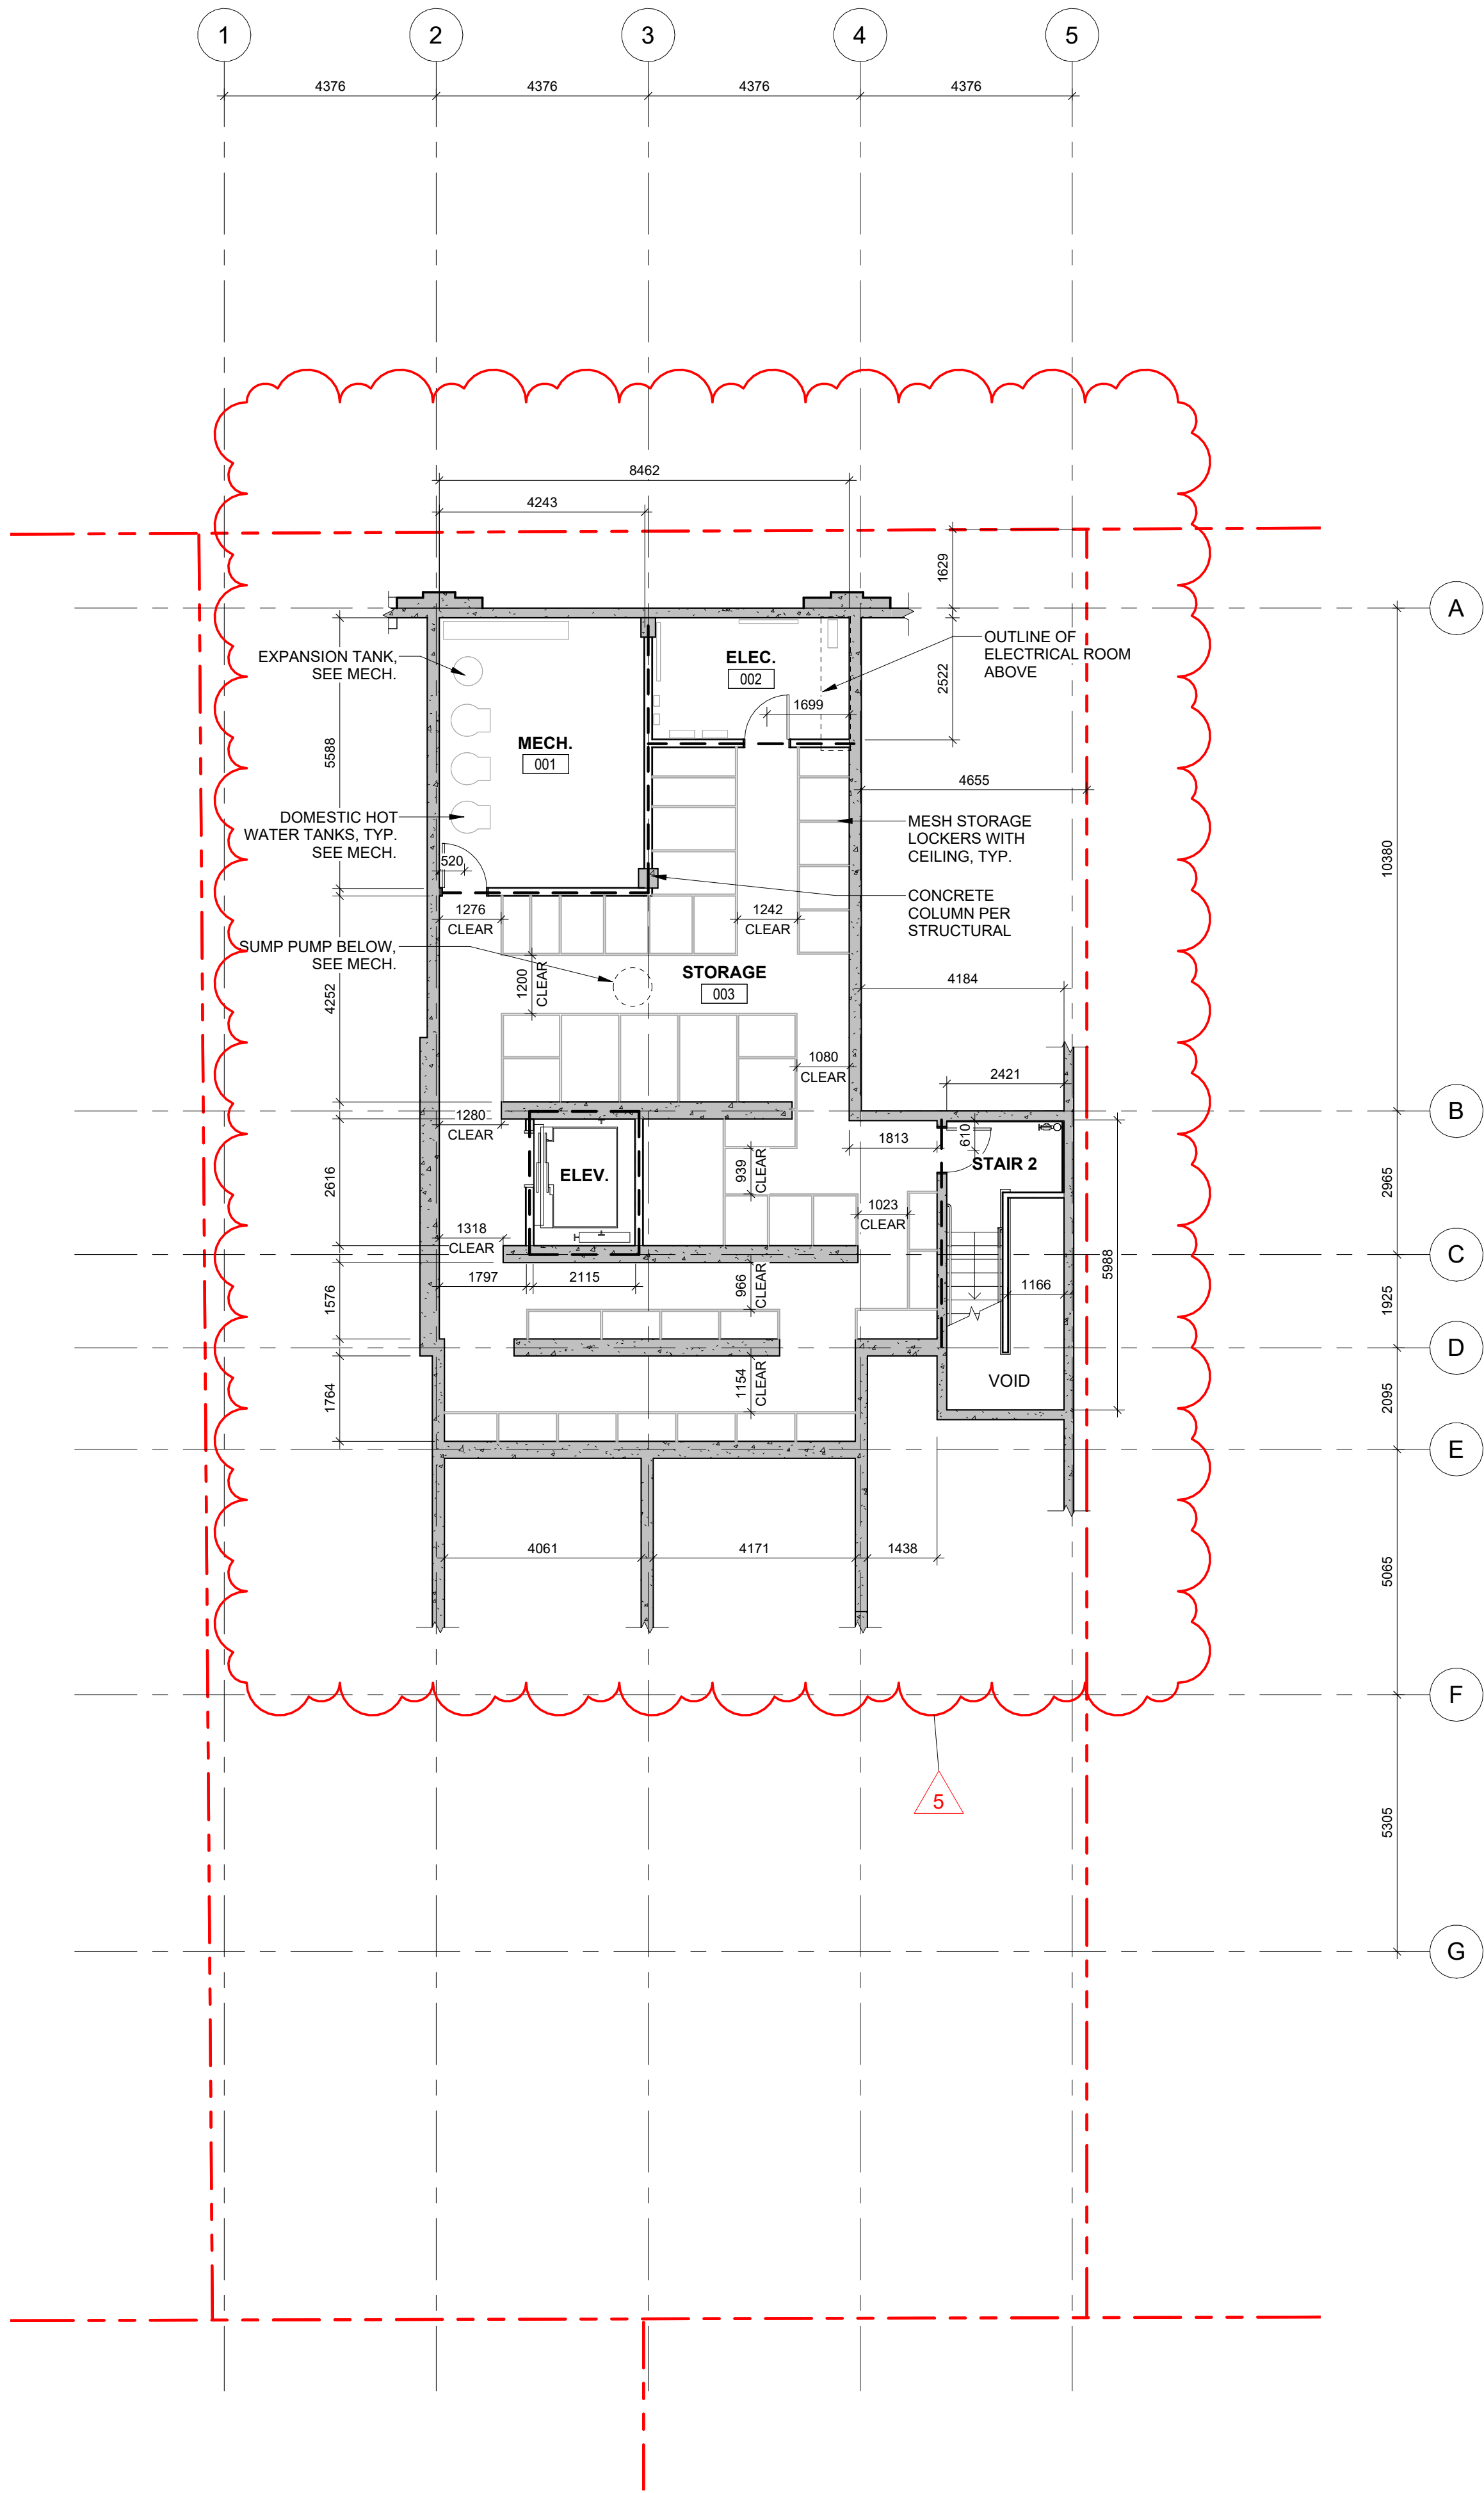 1
2
3
4
5
4376
4376
4376
4376
8462
4243
1629
A
EXPANSION TANK,
SEE MECH.
ELEC.
002
OUTLINE OF
ELECTRICAL ROOM
ABOVE
2522
1699
MECH.
001
5588
4655
DOMESTIC HOT
WATER TANKS, TYP.
SEE MECH.
MESH STORAGE
LOCKERS WITH
CEILING, TYP.
10380
520
CONCRETE
COLUMN PER
STRUCTURAL
1276
CLEAR
1242
CLEAR
SUMP PUMP BELOW,
SEE MECH.
STORAGE
003
1200
CLEAR
4252
4184
1080
CLEAR
2421
B
1280
CLEAR
1813
610
STAIR 2
939
CLEAR
ELEV.
2616
2965
1023
CLEAR
1318
CLEAR
C
5988
1797
2115
966
CLEAR
1166
1576
1925
D
1764
1154
CLEAR
VOID
2095
E
4061
4171
1438
5065
F
5
5305
G